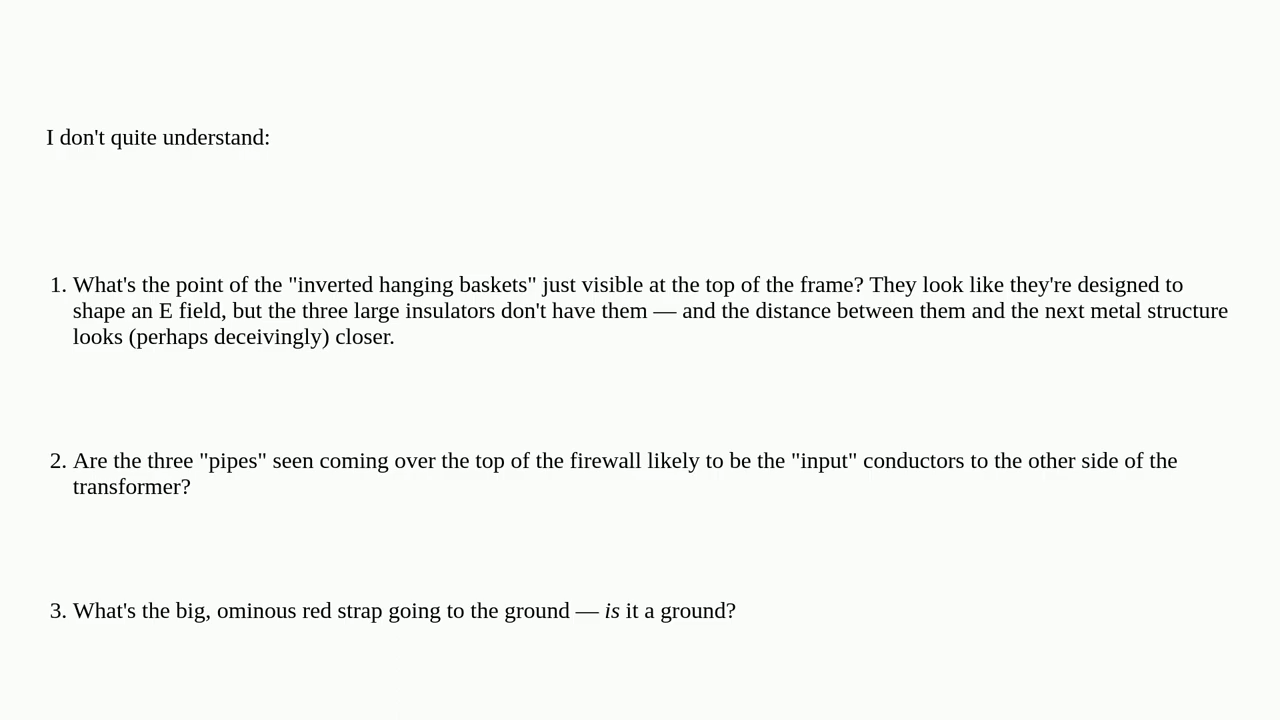 I don't quite understand:
1. What's the point of the "inverted hanging baskets" just visible at the top of the frame? They look like they're designed to
shape an E field, but the three large insulators don't have them — and the distance between them and the next metal structure
looks (perhaps deceivingly) closer.
2. Are the three "pipes" seen coming over the top of the firewall likely to be the "input" conductors to the other side of the
transformer?
3. What's the big, ominous red strap going to the ground — is it a ground?